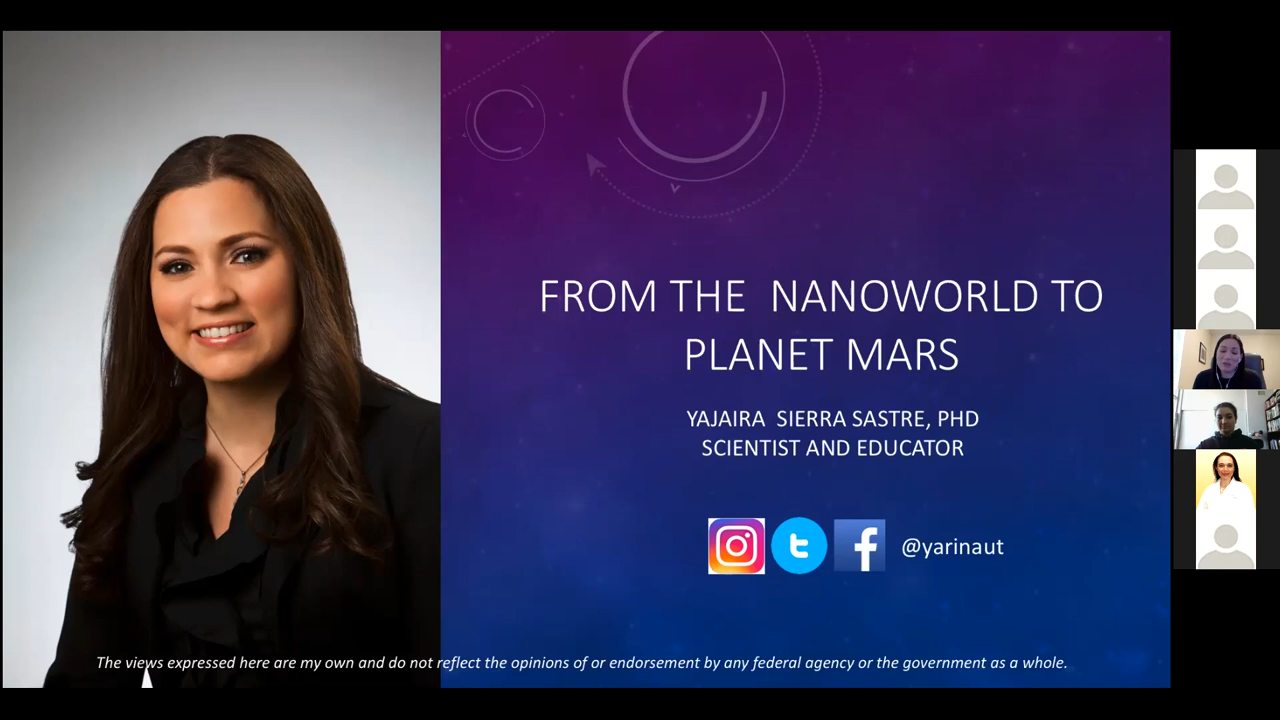 FROM THE NANOWORLD TO
PLANET MARS
YAJAIRA SIERRA SASTRE, PHD
SCIENTIST AND EDUCATOR
@yarinaut
The views expressed here are my own and do not reflect the opinions of or endorsement by any federal agency or the government as a whole.